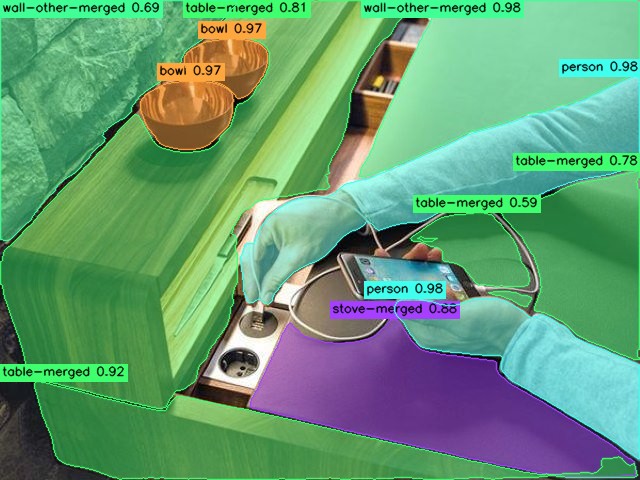 wall-other-merged 0.69
table-merged 0.81
wall-other-merged 0.98
bowl 0.97
bowl 0.97
person 0.98
table-merged 0.78
table-merged 0.59
person 0.98
stove-merged 0.88
table-merged 0.92